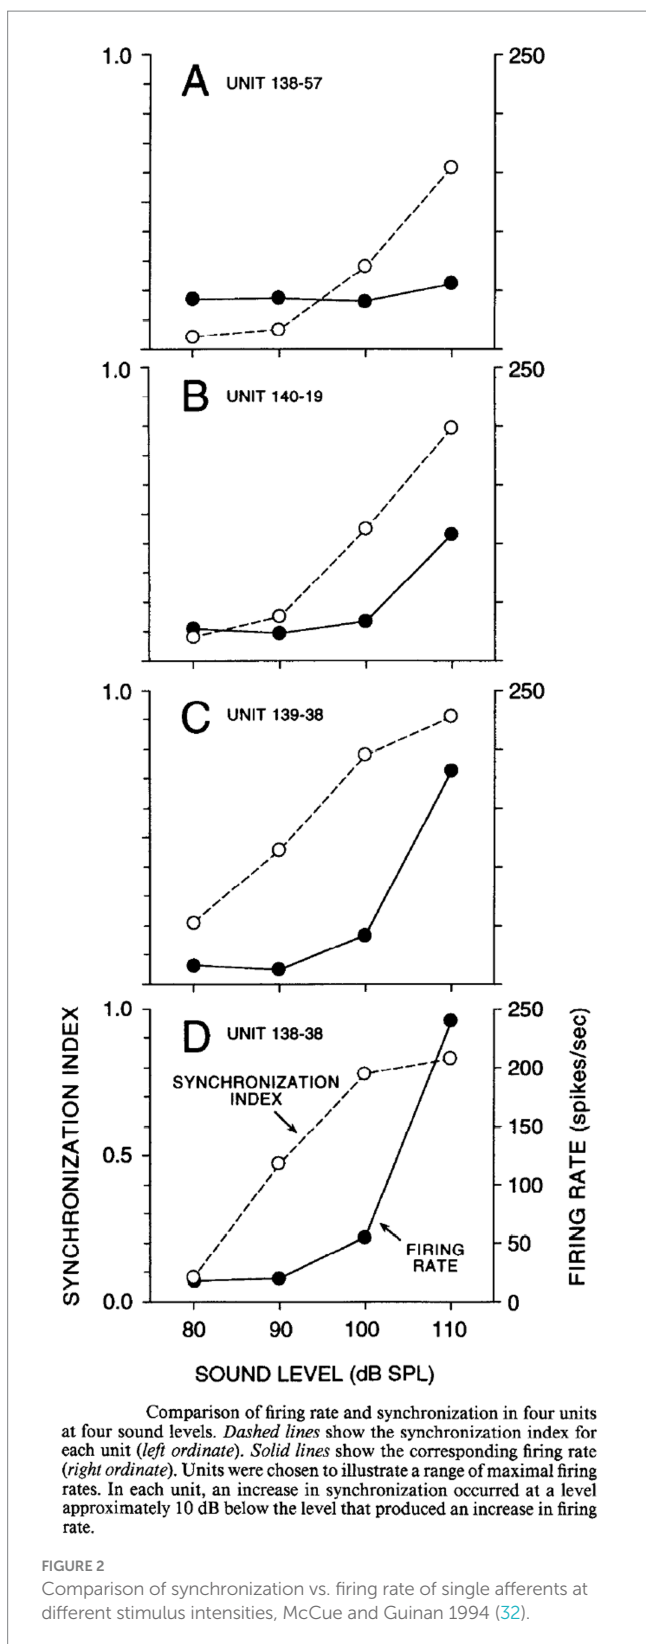 1.0
250
A UNIT 138-57
1.0
250
B UNIT 140-19
1.0
250
C UNIT 139-38
SYNCHRONIZATION INDEX
1.0
0.5
0.0
D UNIT 138-38
SYNCHRONIZATION
INDEX
FIRING
RATE
250
200
150
100
50
0
FIRING RATE (spikes/sec)
80 90 100 110
SOUND LEVEL (dB SPL)
Comparison of firing rate and synchronization in four units
at four sound levels. Dashed lines show the synchronization index for
each unit (left ordinate). Solid lines show the corresponding firing rate
(right ordinate). Units were chosen to illustrate a range of maximal firing
rates. In each unit, an increase in synchronization occurred at a level
approximately 10 dB below the level that produced an increase in firing
rate.
FIGURE 2
Comparison of synchronization vs. firing rate of single afferents at
different stimulus intensities, McCue and Guinan 1994 (32).